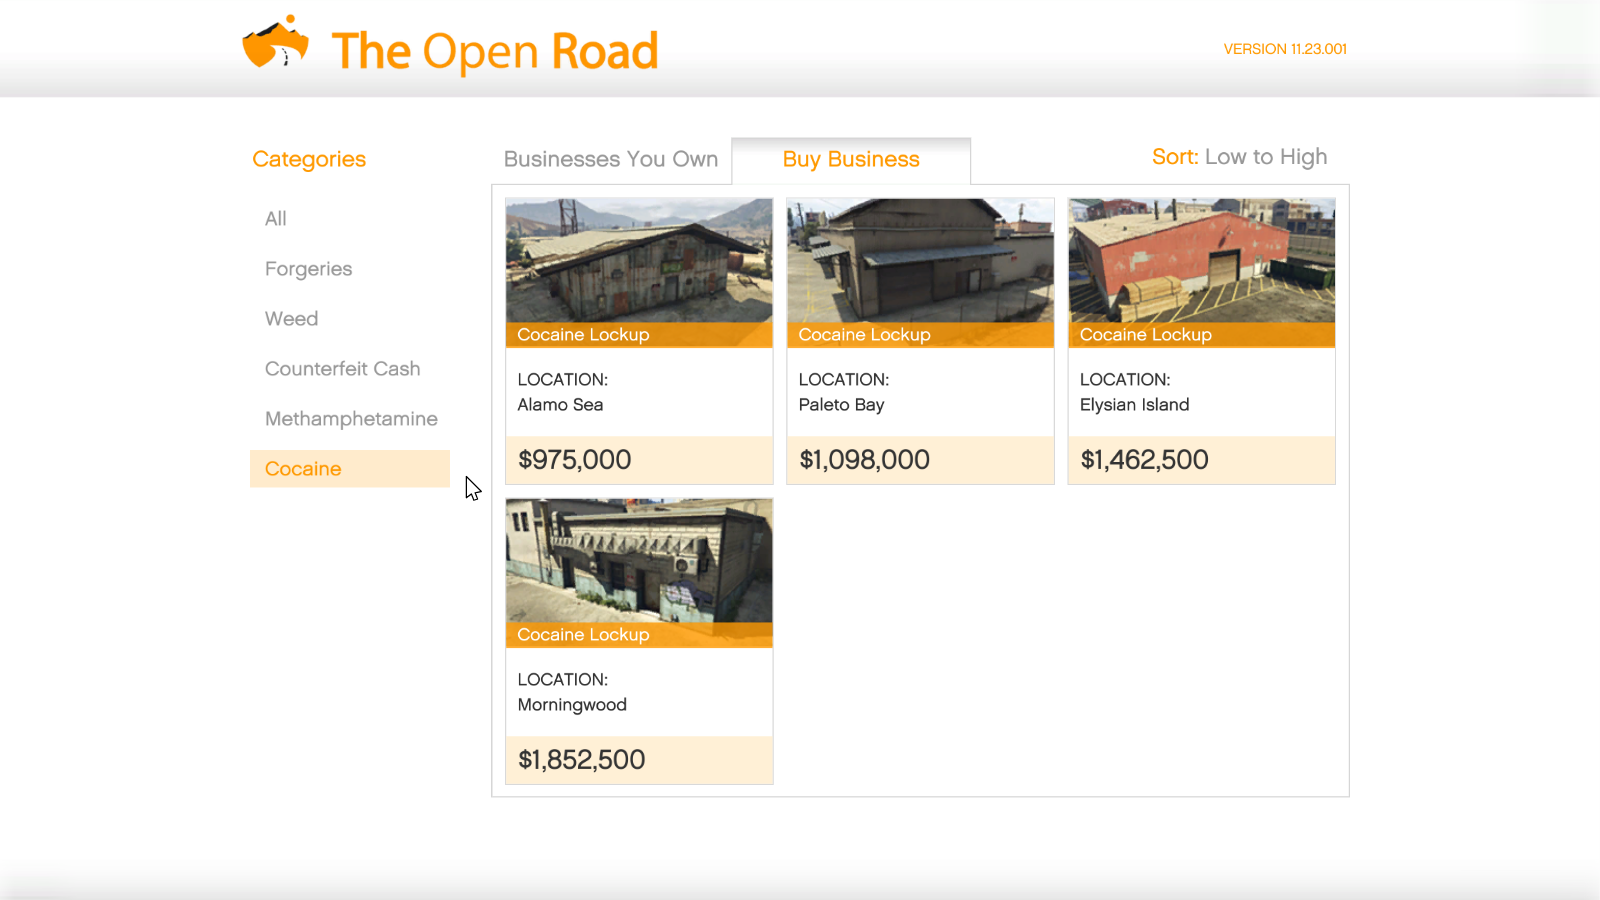 The Open Road
VERSION 11.23.001
Categories
All
Forgeries
Weed
Counterfeit Cash
Methamphetamine
Cocaine
Businesses You Own
Buy Business
Sort: Low to High
Cocaine Lockup
LOCATION:
Alamo Sea
$975,000
Cocaine Lockup
LOCATION:
Paleto Bay
$1,098,000
Cocaine Lockup
LOCATION:
Elysian Island
$1,462,500
Cocaine Lockup
LOCATION:
Morningwood
$1,852,500